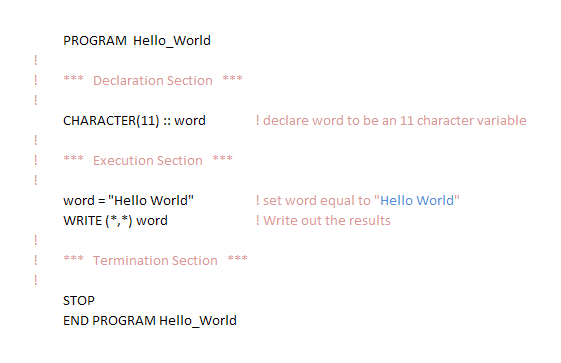 PROGRAM Hello_World
!
! *** Declaration Section ***
!
CHARACTER(11) :: word ! declare word to be an 11 character variable
!
! *** Execution Section ***
!
word = "Hello World" ! set word equal to "Hello World"
WRITE (*,*) word ! Write out the results
!
! *** Termination Section ***
!
STOP
END PROGRAM Hello_World